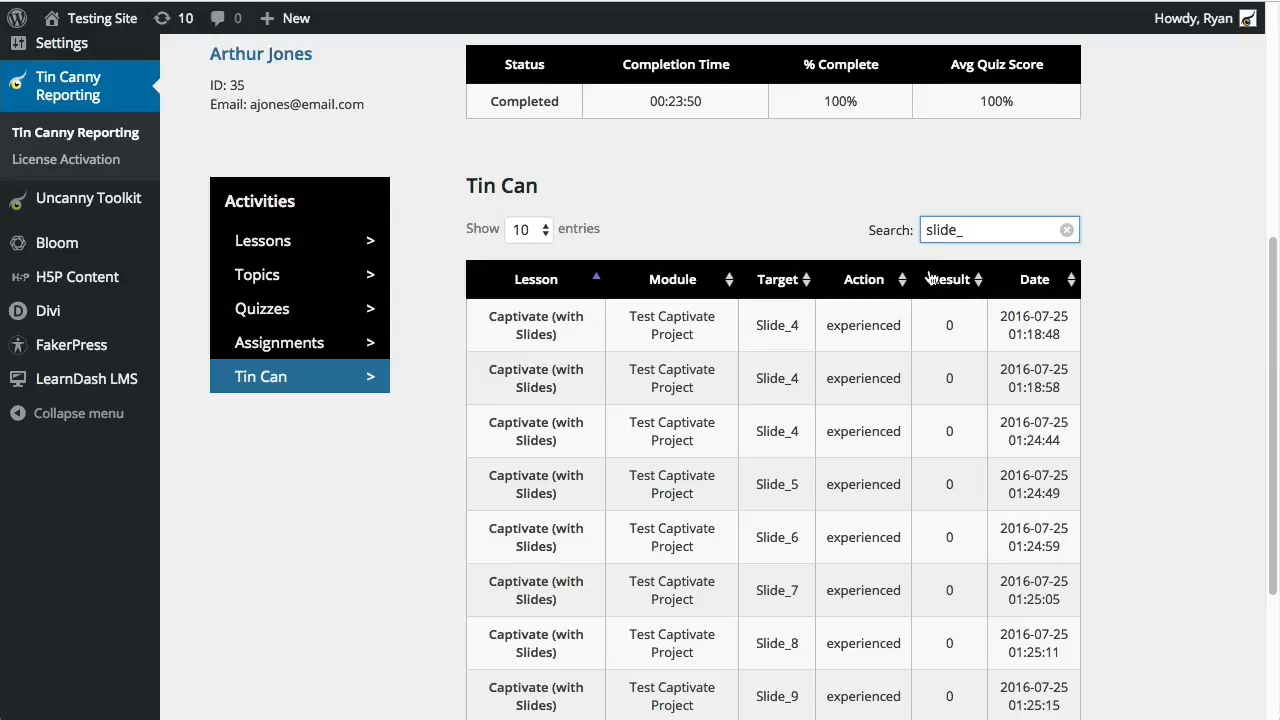 Testing Site
10
0
New
Howdy, Ryan
Settings
Tin Canny
Reporting
Tin Canny Reporting
License Activation
Uncanny Toolkit
Bloom
H5P Content
Divi
FakerPress
LearnDash LMS
Collapse menu
Arthur Jones
ID: 35
Email: ajones@email.com
Status Completion Time % Complete Avg Quiz Score
Completed 00:23:50 100% 100%
Activities
Lessons >
Topics >
Quizzes >
Assignments >
Tin Can >
Tin Can
Show 10 entries
Search: slide_
Lesson Module Target Action Result Date
Captivate (with Test Captivate 2016-07-25
Slides) Project Slide_4 experienced 0 01:18:48
Captivate (with Test Captivate 2016-07-25
Slides) Project Slide_4 experienced 0 01:18:58
Captivate (with Test Captivate 2016-07-25
Slides) Project Slide_4 experienced 0 01:24:44
Captivate (with Test Captivate 2016-07-25
Slides) Project Slide_5 experienced 0 01:24:49
Captivate (with Test Captivate 2016-07-25
Slides) Project Slide_6 experienced 0 01:24:59
Captivate (with Test Captivate 2016-07-25
Slides) Project Slide_7 experienced 0 01:25:05
Captivate (with Test Captivate 2016-07-25
Slides) Project Slide_8 experienced 0 01:25:11
Captivate (with Test Captivate 2016-07-25
Slides) Project Slide_9 experienced 0 01:25:15